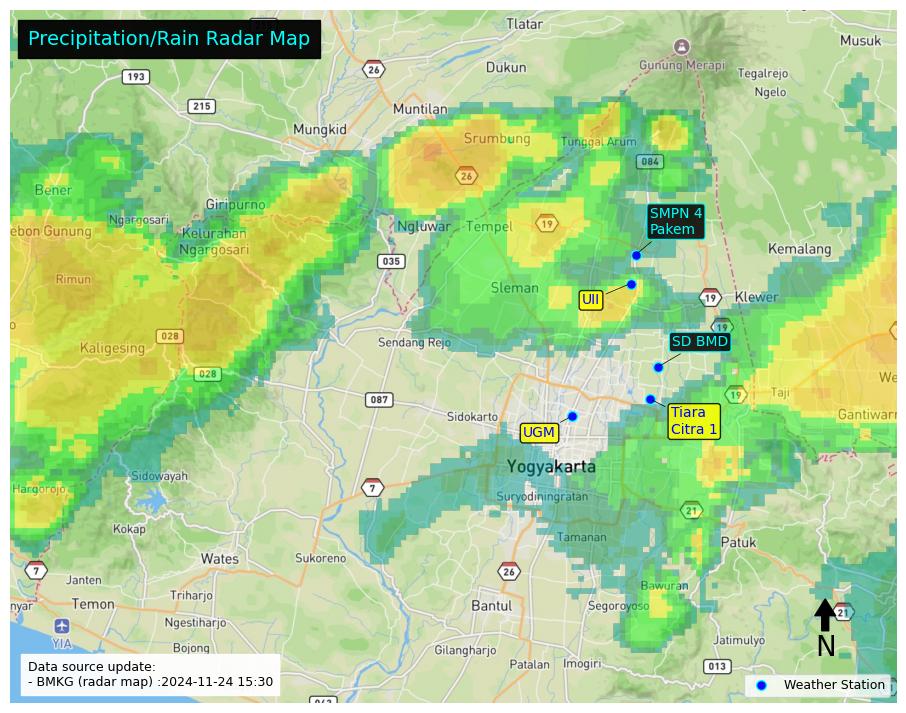 Precipitation/Rain Radar Map
Tlatar
Musuk
Gunung Merapi
193
26
Dukun
Tegalrejo
Ngelo
215
Muntilan
Mungkid
Srumbung
Tunggal Arum
084
26
Bener
Giripurno
Ngargosari
SMPN 4
Pakem
Ngluwar
Tempel
19
ebon Gunung
Kelurahan
Ngargosari
Kemalang
035
Rimun
Sleman
UII
19
Klewer
19
028
Sendang Rejo
SD BMD
Kaligesing
028
087
19
Taji
We
Sidokarto
Tiara
Citra 1
Gantiwarn
UGM
Yogyakarta
Sidowayah
Hargorojo
7
Suryodiningratan
21
Kokap
Tamanan
Patuk
Wates
Sukoreno
7
26
Janten
Bawuran
nyar
Temon
Triharjo
Bantul
Segoroyoso
21
Ngestiharjo
YIA
N
Jatimulyo
Bojong
Gilangharjo
Patalan
Imogiri
013
Data source update:
- BMKG (radar map) :2024-11-24 15:30
Weather Station